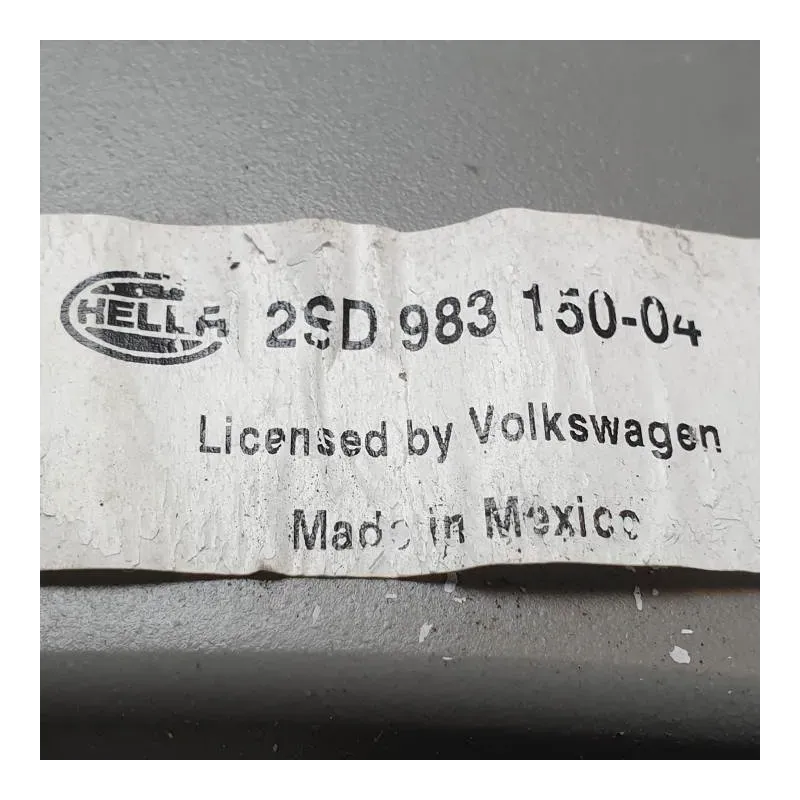 HELLA 2SD 983 150-04
Licensed by Volkswagen
Made in Mexico